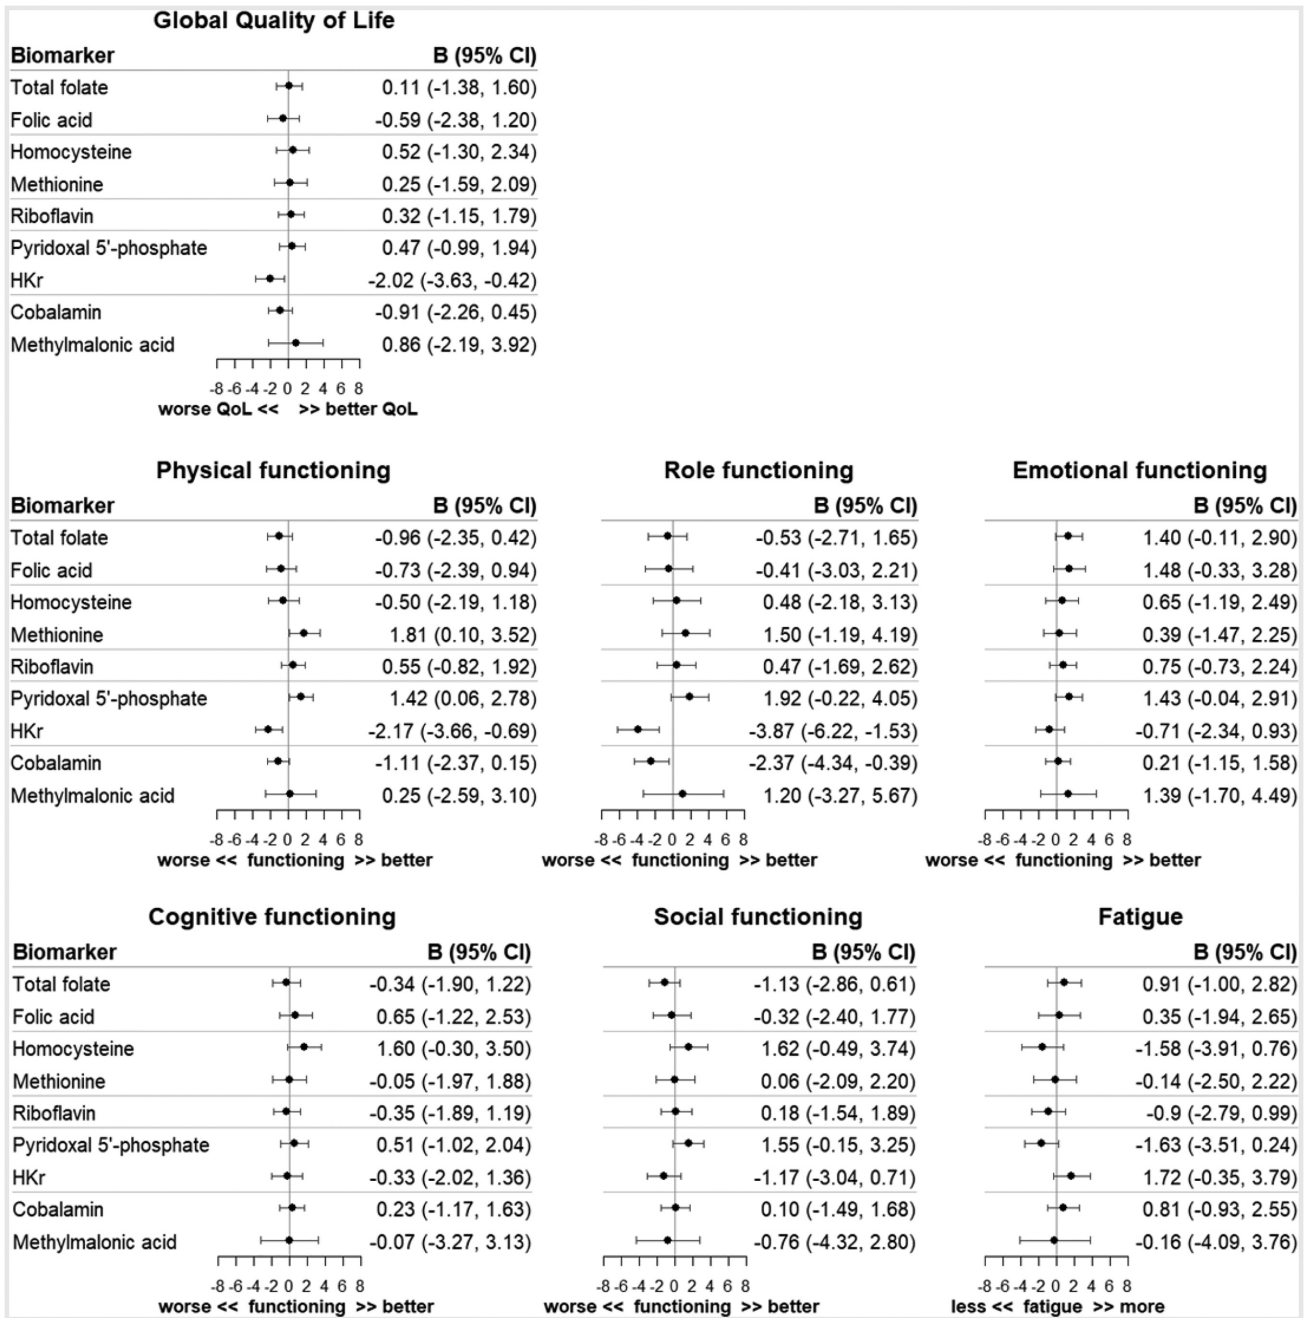 Global Quality of Life
Biomarker B (95% CI)
Total folate 0.11 (-1.38, 1.60)
Folic acid -0.59 (-2.38, 1.20)
Homocysteine 0.52 (-1.30, 2.34)
Methionine 0.25 (-1.59, 2.09)
Riboflavin 0.32 (-1.15, 1.79)
Pyridoxal 5'-phosphate 0.47 (-0.99, 1.94)
HKr -2.02 (-3.63, -0.42)
Cobalamin -0.91 (-2.26, 0.45)
Methylmalonic acid 0.86 (-2.19, 3.92)
-8 -6 -4 -2 0 2 4 6 8
worse QoL << >> better QoL
Physical functioning Role functioning Emotional functioning
Biomarker B (95% CI) B (95% CI) B (95% CI)
Total folate -0.96 (-2.35, 0.42) -0.53 (-2.71, 1.65) 1.40 (-0.11, 2.90)
Folic acid -0.73 (-2.39, 0.94) -0.41 (-3.03, 2.21) 1.48 (-0.33, 3.28)
Homocysteine -0.50 (-2.19, 1.18) 0.48 (-2.18, 3.13) 0.65 (-1.19, 2.49)
Methionine 1.81 (0.10, 3.52) 1.50 (-1.19, 4.19) 0.39 (-1.47, 2.25)
Riboflavin 0.55 (-0.82, 1.92) 0.47 (-1.69, 2.62) 0.75 (-0.73, 2.24)
Pyridoxal 5'-phosphate 1.42 (0.06, 2.78) 1.92 (-0.22, 4.05) 1.43 (-0.04, 2.91)
HKr -2.17 (-3.66, -0.69) -3.87 (-6.22, -1.53) -0.71 (-2.34, 0.93)
Cobalamin -1.11 (-2.37, 0.15) -2.37 (-4.34, -0.39) 0.21 (-1.15, 1.58)
Methylmalonic acid 0.25 (-2.59, 3.10) 1.20 (-3.27, 5.67) 1.39 (-1.70, 4.49)
-8 -6 -4 -2 0 2 4 6 8 -8 -6 -4 -2 0 2 4 6 8 -8 -6 -4 -2 0 2 4 6 8
worse << functioning >> better worse << functioning >> better worse << functioning >> better
Cognitive functioning Social functioning Fatigue
Biomarker B (95% CI) B (95% CI) B (95% CI)
Total folate -0.34 (-1.90, 1.22) -1.13 (-2.86, 0.61) 0.91 (-1.00, 2.82)
Folic acid 0.65 (-1.22, 2.53) -0.32 (-2.40, 1.77) 0.35 (-1.94, 2.65)
Homocysteine 1.60 (-0.30, 3.50) 1.62 (-0.49, 3.74) -1.58 (-3.91, 0.76)
Methionine -0.05 (-1.97, 1.88) 0.06 (-2.09, 2.20) -0.14 (-2.50, 2.22)
Riboflavin -0.35 (-1.89, 1.19) 0.18 (-1.54, 1.89) -0.9 (-2.79, 0.99)
Pyridoxal 5'-phosphate 0.51 (-1.02, 2.04) 1.55 (-0.15, 3.25) -1.63 (-3.51, 0.24)
HKr -0.33 (-2.02, 1.36) -1.17 (-3.04, 0.71) 1.72 (-0.35, 3.79)
Cobalamin 0.23 (-1.17, 1.63) 0.10 (-1.49, 1.68) 0.81 (-0.93, 2.55)
Methylmalonic acid -0.07 (-3.27, 3.13) -0.76 (-4.32, 2.80) -0.16 (-4.09, 3.76)
-8 -6 -4 -2 0 2 4 6 8 -8 -6 -4 -2 0 2 4 6 8 -8 -6 -4 -2 0 2 4 6 8
worse << functioning >> better worse << functioning >> better less << fatigue >> more